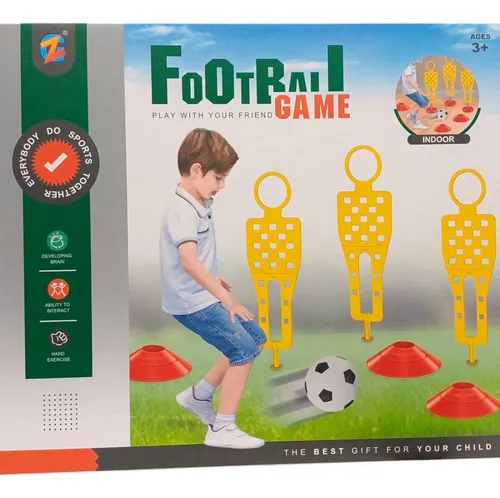 FOOTBALL
GAME
PLAY WITH YOUR FRIEND
AGES
3+
INDOOR
EVERYBODY DO SPORTS TOGETHER
DEVELOPING
BRAIN
ABILITY TO
INTERACT
HAND
EXERCISE
THE BEST GIFT FOR YOUR CHILD